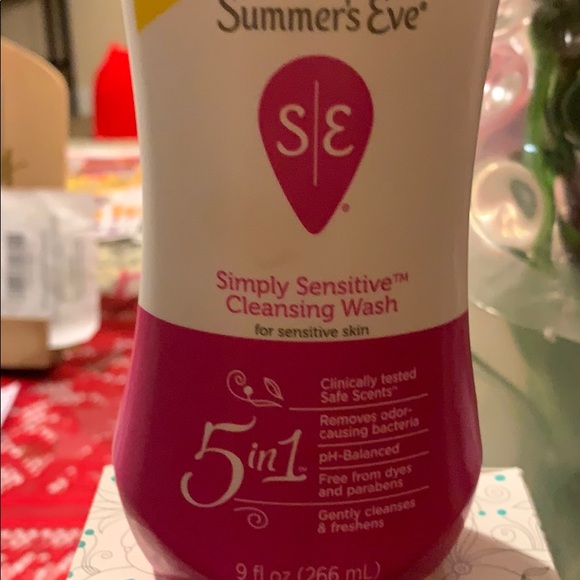 Summer's Eve®
S|E®
Simply Sensitive™
Cleansing Wash
for sensitive skin
5in1™
Clinically tested
Safe Scents™
Removes odor-
causing bacteria
pH-Balanced
Free from dyes
and parabens
Gently cleanses
& freshens
9 fl oz (266 mL)